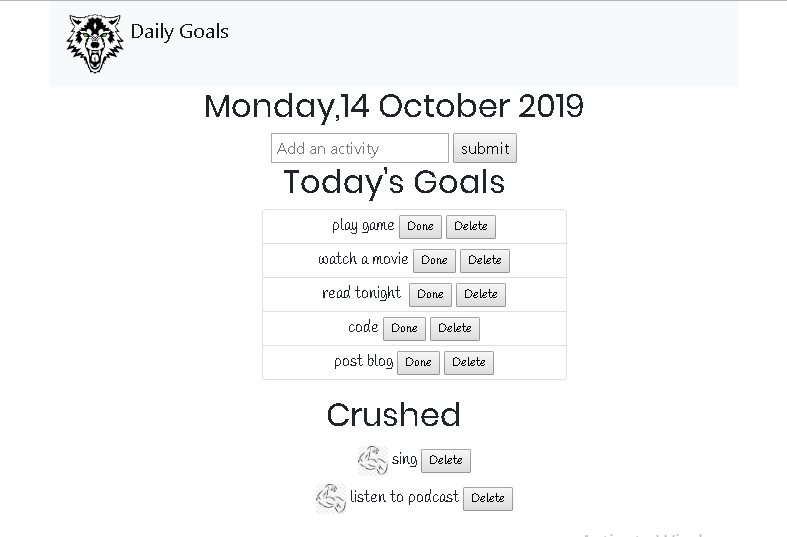 Daily Goals
Monday,14 October 2019
Add an activity submit
Today's Goals
play game Done Delete
watch a movie Done Delete
read tonight Done Delete
code Done Delete
post blog Done Delete
Crushed
sing Delete
listen to podcast Delete